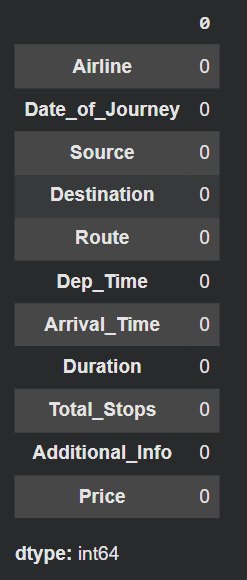 0
Airline 0
Date_of_Journey 0
Source 0
Destination 0
Route 0
Dep_Time 0
Arrival_Time 0
Duration 0
Total_Stops 0
Additional_Info 0
Price 0
dtype: int64